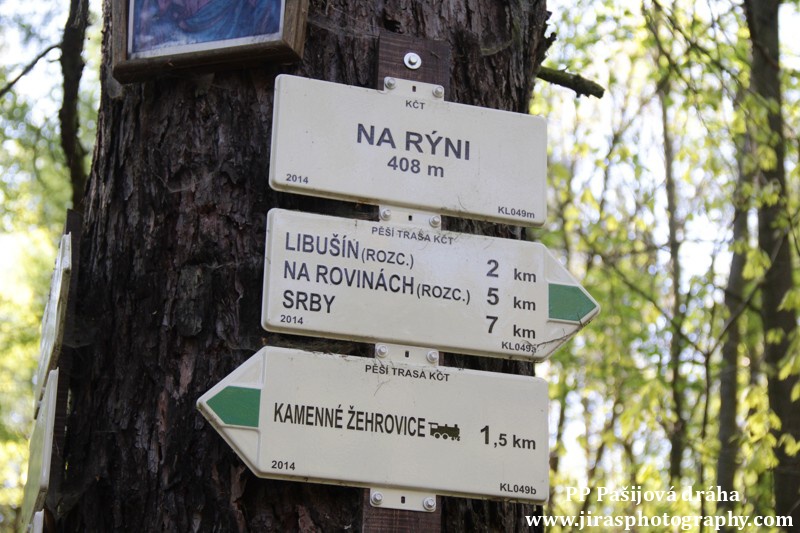 KČT
NA RÝNI
408 m
2014 KL049m
PĚŠÍ TRASA KČT
LIBUŠÍN (ROZC.) 2 km
NA ROVINÁCH (ROZC.) 5 km
SRBY 7 km
2014 KL049a
PĚŠÍ TRASA KČT
KAMENNÉ ŽEHROVICE 1,5 km
2014 KL049b
PP Pašijová dráha
www.jirasphotography.com